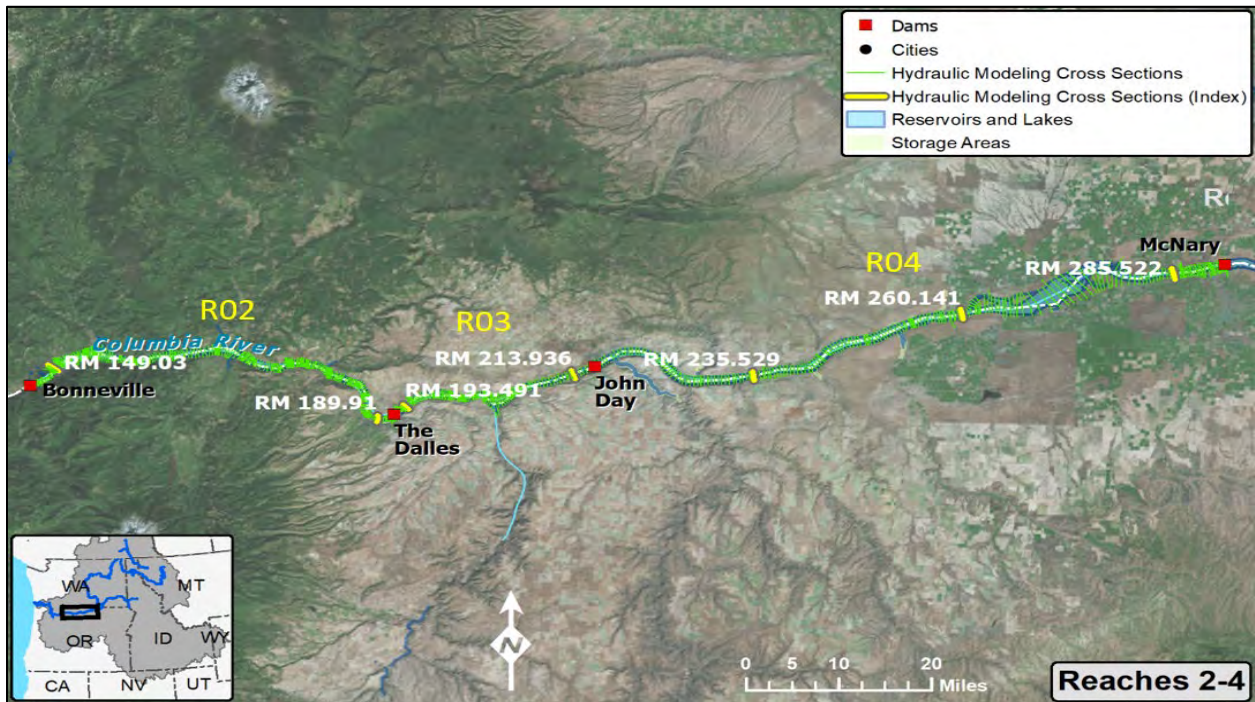 Dams
Cities
Hydraulic Modeling Cross Sections
Hydraulic Modeling Cross Sections (Index)
Reservoirs and Lakes
Storage Areas
McNary
R04
RM 285.522
RM 260.141
R02
R03
Columbia River
RM 149.03
RM 213.936
RM 235.529
Bonneville
RM 193.491
John
Day
RM 189.91
The
Dalles
WA
MT
OR
ID
WY
CA
NV
UT
N
0 5 10 20
Miles
Reaches 2-4